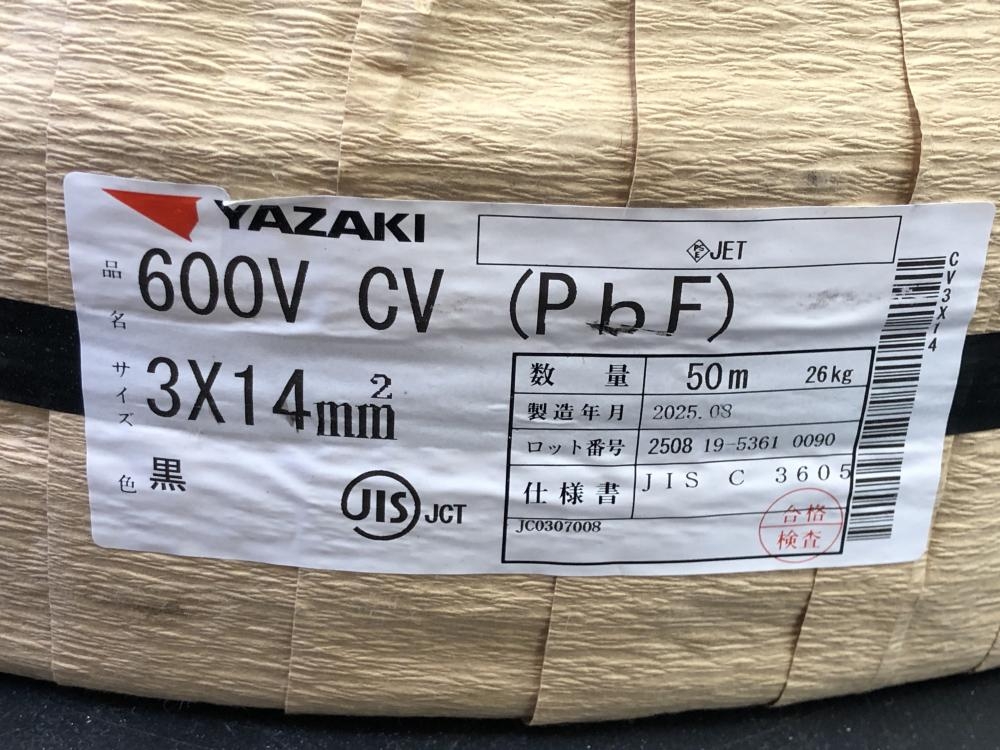 YAZAKI
PSE JET
品名 600V CV (PbF)
サイズ 3X14mm²
色 黒
JIS JCT
数量 50m 26kg
製造年月 2025.08
ロット番号 2508 19-5361 0090
仕様書 JIS C 3605
JC0307008
合格
検査
CV3X14